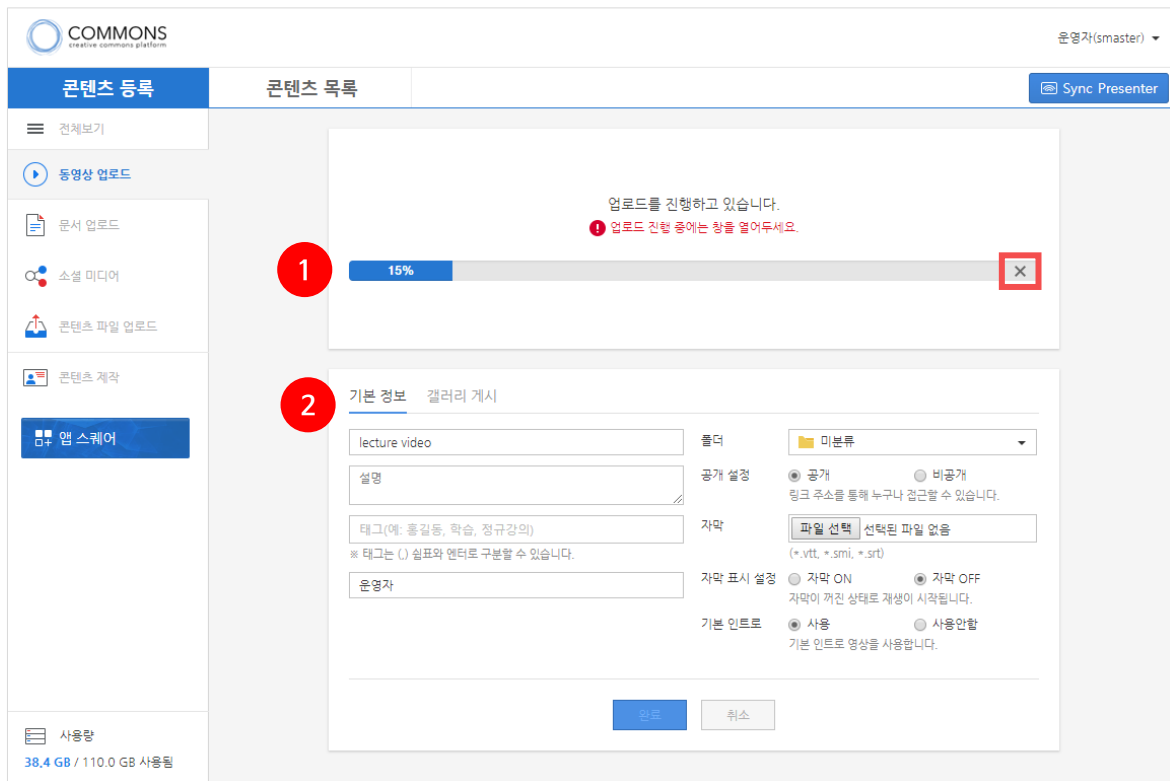 COMMONS
creative commons platform
운영자(smaster)
콘텐츠 등록
콘텐츠 목록
Sync Presenter
전체보기
동영상 업로드
문서 업로드
소셜 미디어
콘텐츠 파일 업로드
콘텐츠 제작
앱 스퀘어
사용량
38.4 GB / 110.0 GB 사용됨
업로드를 진행하고 있습니다.
! 업로드 진행 중에는 창을 열어두세요.
1
15%
2
기본 정보 갤러리 게시
lecture video
설명
태그(예: 홍길동, 학습, 정규강의)
※ 태그는 (,) 쉼표와 엔터로 구분할 수 있습니다.
운영자
폴더 미분류
공개 설정 공개 비공개
링크 주소를 통해 누구나 접근할 수 있습니다.
자막 파일 선택 선택된 파일 없음
(*.vtt, *.smi, *.srt)
자막 표시 설정 자막 ON 자막 OFF
자막이 꺼진 상태로 재생이 시작됩니다.
기본 인트로 사용 사용안함
기본 인트로 영상을 사용합니다.
완료 취소